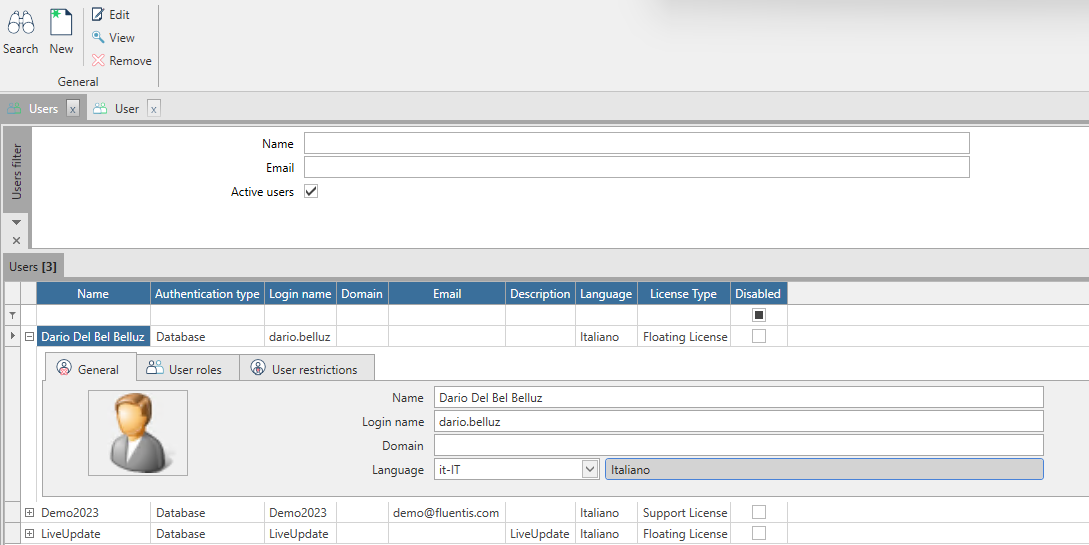 Edit
View
Search New Remove
General
Users x User x
Users filter
Name
Email
Active users
Users [3]
Name Authentication type Login name Domain Email Description Language License Type Disabled
Dario Del Bel Belluz Database dario.belluz Italiano Floating License
General User roles User restrictions
Name Dario Del Bel Belluz
Login name dario.belluz
Domain
Language it-IT Italiano
Demo2023 Database Demo2023 demo@fluentis.com Italiano Support License
LiveUpdate Database LiveUpdate LiveUpdate Italiano Floating License